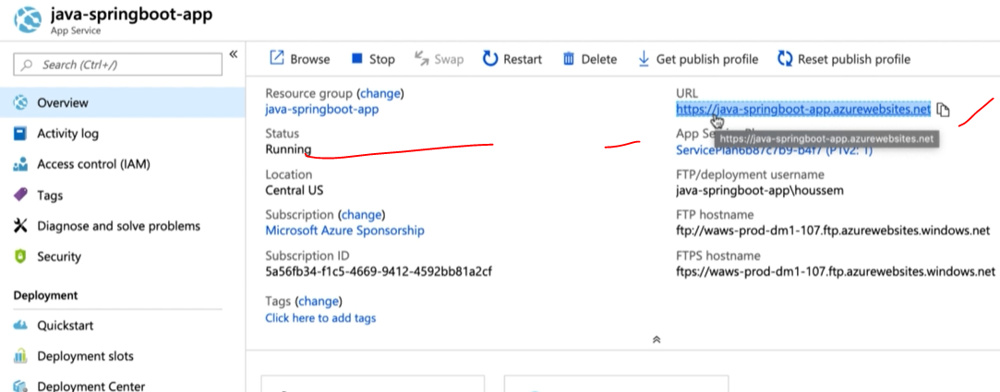 java-springboot-app
App Service
Search (Ctrl+/)
Overview
Activity log
Access control (IAM)
Tags
Diagnose and solve problems
Security
Deployment
Quickstart
Deployment slots
Deployment Center
Browse
Stop
Swap
Restart
Delete
Get publish profile
Reset publish profile
Resource group (change)
java-springboot-app
Status
Running
Location
Central US
Subscription (change)
Microsoft Azure Sponsorship
Subscription ID
5a56fb34-f1c5-4669-9412-4592bb81a2cf
Tags (change)
Click here to add tags
URL
https://java-springboot-app.azurewebsites.net
App Se
https://java-springboot-app.azurewebsites.net
ServicePlan6b87c7b9-b4f7 (P1v2: 1)
FTP/deployment username
java-springboot-app\houssem
FTP hostname
ftp://waws-prod-dm1-107.ftp.azurewebsites.windows.net
FTPS hostname
ftps://waws-prod-dm1-107.ftp.azurewebsites.windows.net